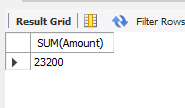 Result Grid Filter Rows
SUM(Amount)
23200